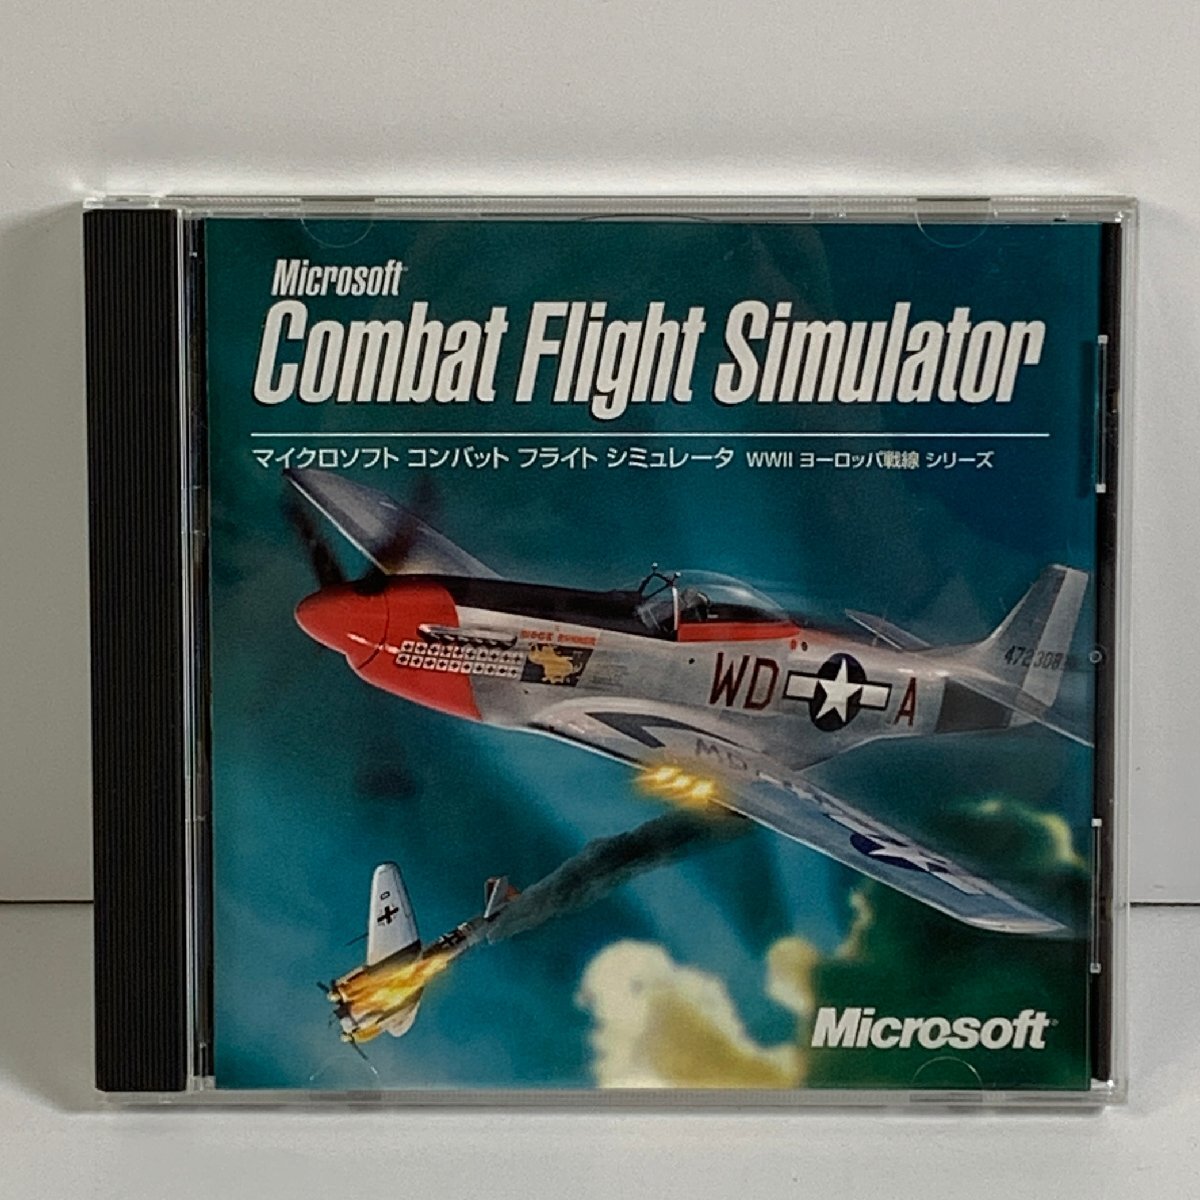 Microsoft
Combat Flight Simulator
マイクロソフト コンバット フライト シミュレータ WWII ヨーロッパ戦線 シリーズ
RIDGE RUNNER
WD A
472308
Microsoft